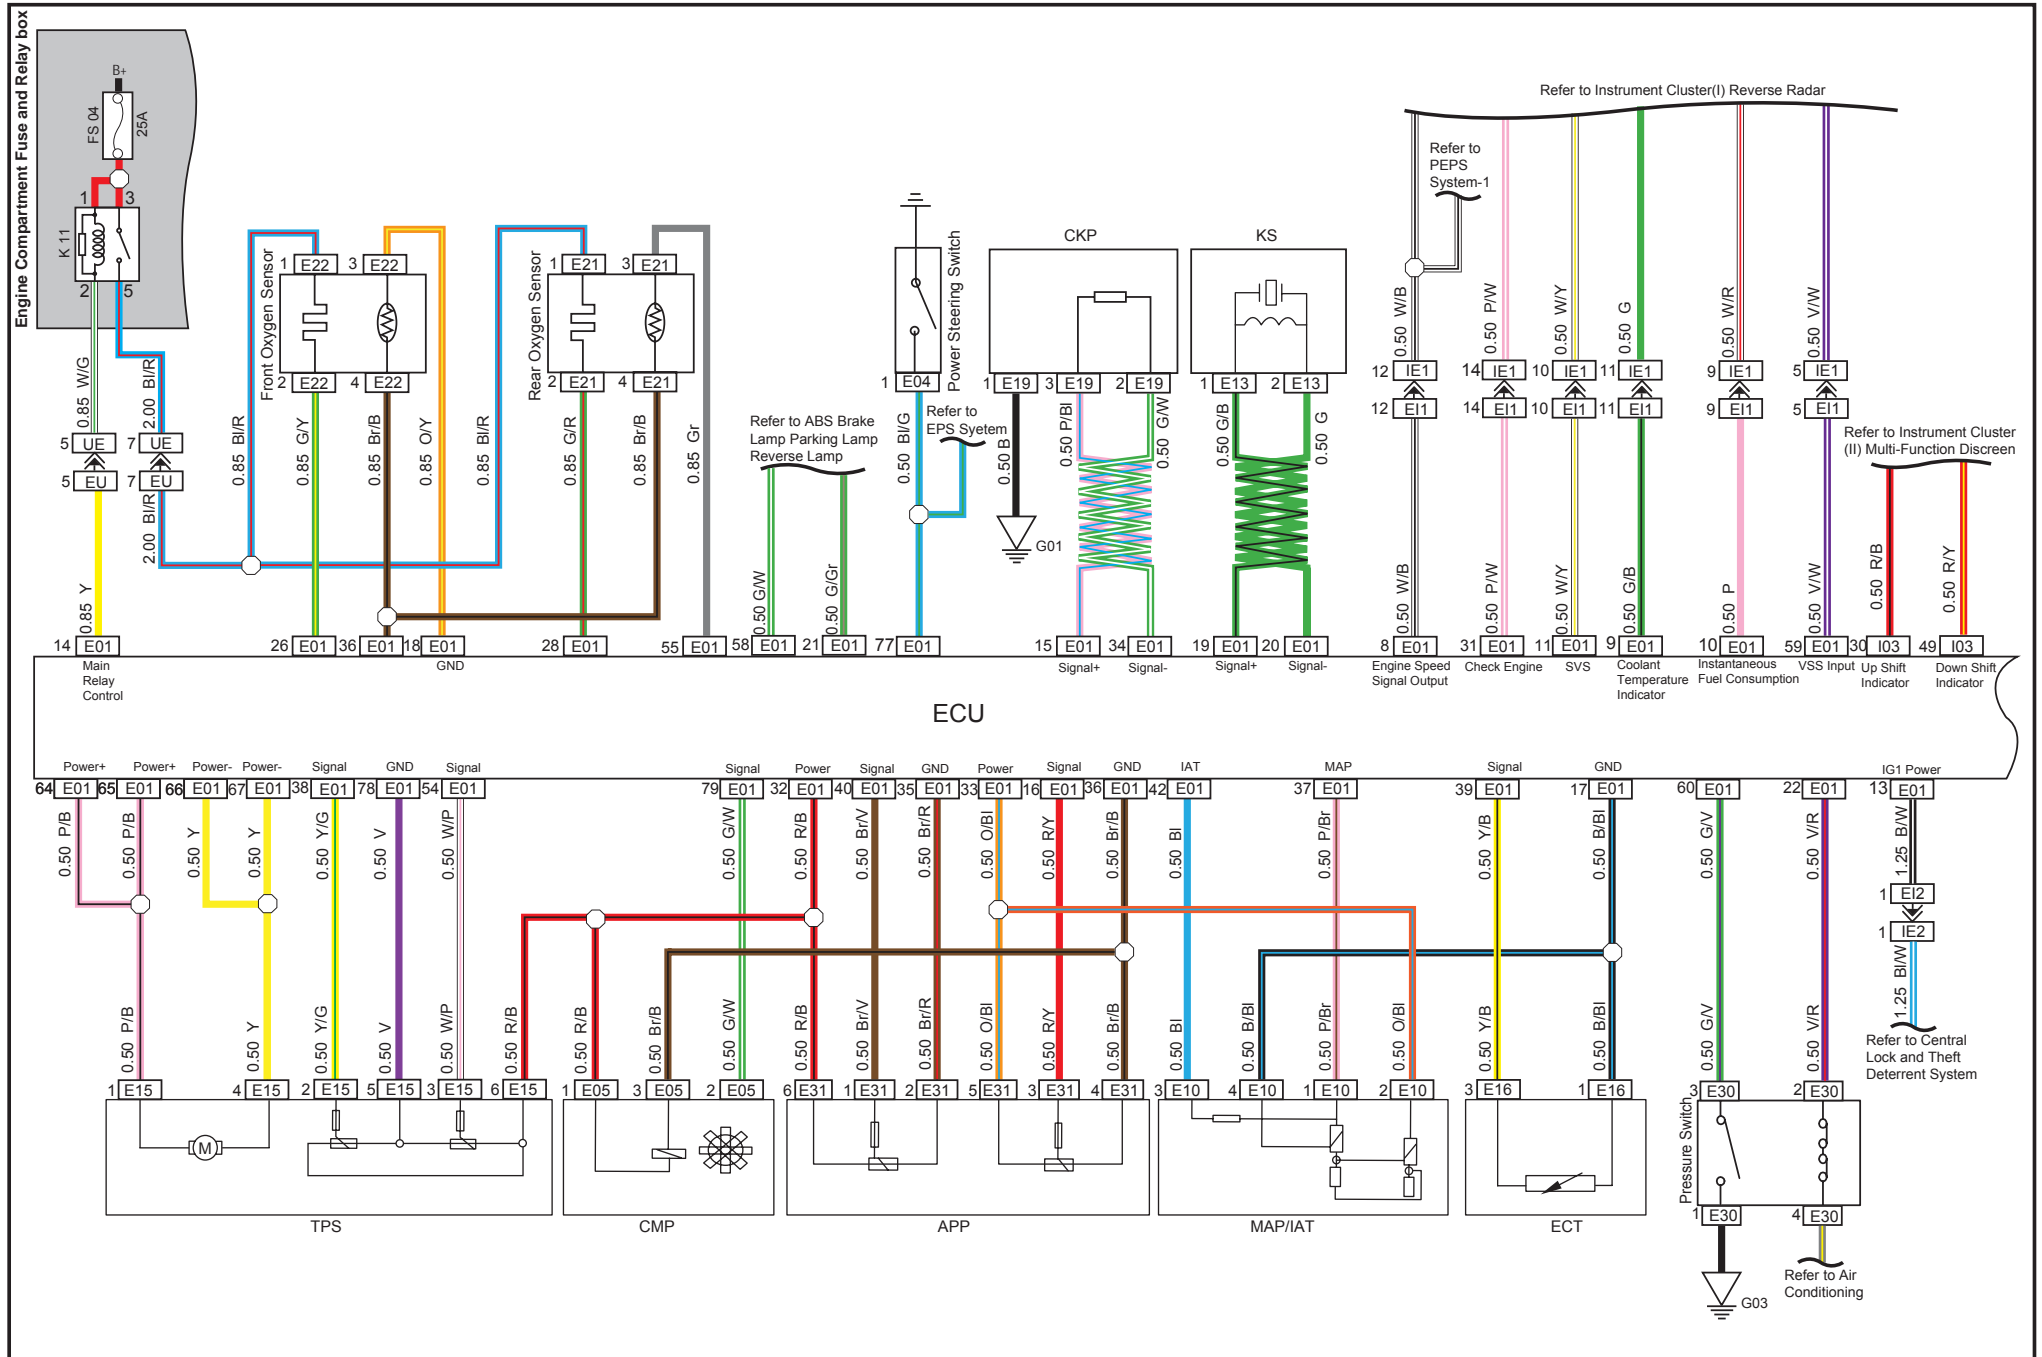 Engine Compartment Fuse and Relay box
B+
FS 04
25A
1 3
K 11
2 5
Refer to Instrument Cluster(I) Reverse Radar
Refer to
PEPS
System-1
Front Oxygen Sensor
1 E22 3 E22
2 E22 4 E22
Rear Oxygen Sensor
1 E21 3 E21
2 E21 4 E21
Power Steering Switch
1 E04
CKP
1 E19 3 E19 2 E19
KS
1 E13 2 E13
0.50 W/B
0.50 P/W
0.50 W/Y
0.50 G
0.50 W/R
0.50 V/W
12 IE1 14 IE1 10 IE1 11 IE1 9 IE1 5 IE1
12 EI1 14 EI1 10 EI1 11 EI1 9 EI1 5 EI1
0.85 W/G
2.00 Bl/R
5 UE 7 UE
5 EU 7 EU
0.85 Y
2.00 Bl/R
0.85 Bl/R
0.85 G/Y
0.85 Br/B
0.85 O/Y
0.85 Bl/R
0.85 G/R
0.85 Br/B
0.85 Gr
Refer to ABS Brake
Lamp Parking Lamp
Reverse Lamp
0.50 G/W
0.50 G/Gr
0.50 Bl/G
Refer to
EPS Syetem
0.50 B
G01
0.50 P/Bl
0.50 G/W
0.50 G/B
0.50 G
Refer to Instrument Cluster
(II) Multi-Function Discreen
0.50 W/B
0.50 P/W
0.50 W/Y
0.50 G/B
0.50 P
0.50 V/W
0.50 R/B
0.50 R/Y
14 E01 26 E01 36 E01 18 E01 28 E01 55 E01 58 E01 21 E01 77 E01 15 E01 34 E01 19 E01 20 E01 8 E01 31 E01 11 E01 9 E01 10 E01 59 E01 30 I03 49 I03
Main
Relay
Control
GND
Signal+ Signal- Signal+ Signal-
Engine Speed
Signal Output
Check Engine
SVS
Coolant
Temperature
Indicator
Instantaneous
Fuel Consumption
VSS Input
Up Shift
Indicator
Down Shift
Indicator
ECU
Power+ Power+ Power- Power- Signal GND Signal Signal Power Signal GND Power Signal GND IAT MAP Signal GND IG1 Power
64 E01 65 E01 66 E01 67 E01 38 E01 78 E01 54 E01 79 E01 32 E01 40 E01 35 E01 33 E01 16 E01 36 E01 42 E01 37 E01 39 E01 17 E01 60 E01 22 E01 13 E01
0.50 P/B
0.50 P/B
0.50 Y
0.50 Y
0.50 Y/G
0.50 V
0.50 W/P
0.50 G/W
0.50 R/B
0.50 Br/V
0.50 Br/R
0.50 O/Bl
0.50 R/Y
0.50 Br/B
0.50 Bl
0.50 P/Br
0.50 Y/B
0.50 B/Bl
0.50 G/V
0.50 V/R
1.25 B/W
1 EI2
1 IE2
1.25 Bl/W
Refer to Central
Lock and Theft
Deterrent System
0.50 P/B
0.50 Y
0.50 Y/G
0.50 V
0.50 W/P
0.50 R/B
0.50 R/B
0.50 Br/B
0.50 G/W
0.50 R/B
0.50 Br/V
0.50 Br/R
0.50 O/Bl
0.50 R/Y
0.50 Br/B
0.50 Bl
0.50 B/Bl
0.50 P/Br
0.50 O/Bl
0.50 Y/B
0.50 B/Bl
0.50 G/V
0.50 V/R
1 E15 4 E15 2 E15 5 E15 3 E15 6 E15 1 E05 3 E05 2 E05 6 E31 1 E31 2 E31 5 E31 3 E31 4 E31 3 E10 4 E10 1 E10 2 E10 3 E16 1 E16 3 E30 2 E30
M
Pressure Switch
TPS CMP APP MAP/IAT ECT
1 E30 4 E30
G03
Refer to Air
Conditioning